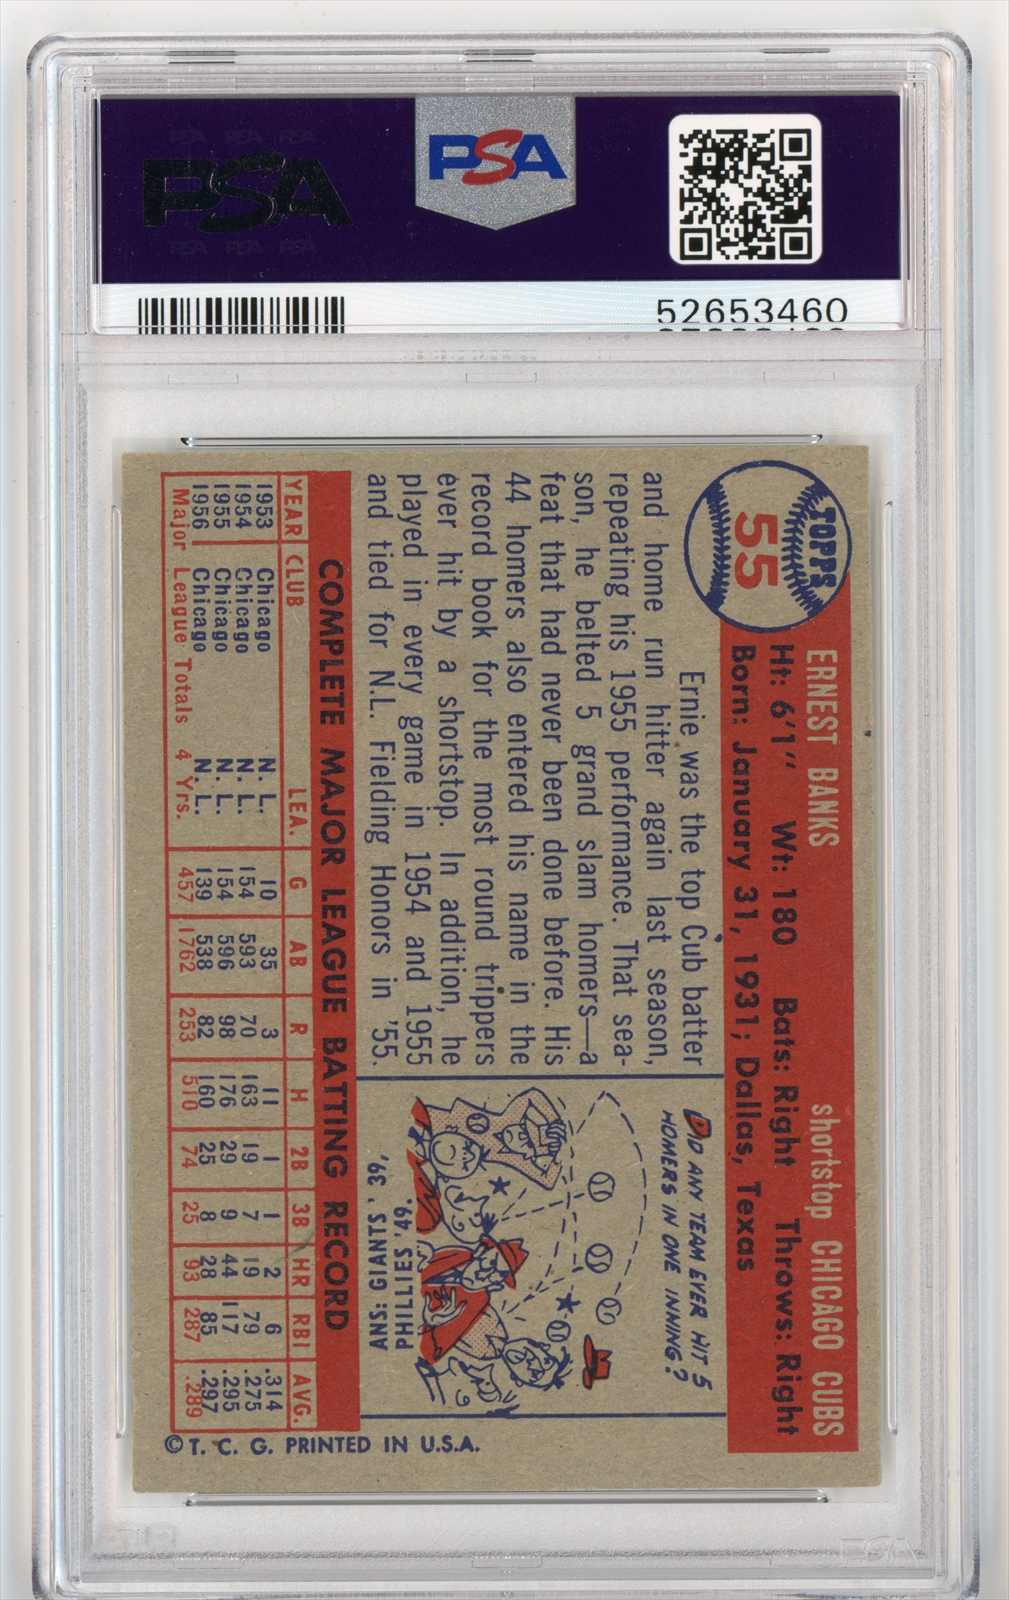 PSA PSA PSA
PSA
PSA PSA PSA
PSA
52653460
TOPPS
55
ERNEST BANKS shortstop CHICAGO CUBS
Ht: 6'1" Wt: 180 Bats: Right Throws: Right
Born: January 31, 1931; Dallas, Texas
Ernie was the top Cub batter
and home run hitter again last season,
repeating his 1955 performance. That sea-
son, he belted 5 grand slam homers—a
feat that had never been done before. His
44 homers also entered his name in the
record book for the most round trippers
ever hit by a shortstop. In addition, he
played in every game in 1954 and 1955
and tied for N.L. Fielding Honors in '55.
DID ANY TEAM EVER HIT 5
HOMERS IN ONE INNING?
ANS: GIANTS, '39,
PHILLIES '49.
COMPLETE MAJOR LEAGUE BATTING RECORD
YEAR CLUB LEA. G AB R H 2B 3B HR RBI AVG.
1953 Chicago N. L. 10 35 3 11 1 1 2 6 .314
1954 Chicago N. L. 154 593 70 163 19 7 19 79 .275
1955 Chicago N. L. 154 596 98 176 29 9 44 117 .295
1956 Chicago N. L. 139 538 82 160 25 8 28 85 .297
Major League Totals 4 Yrs. 457 1762 253 510 74 25 93 287 .289
© T. C. G. PRINTED IN U.S.A.
PSA